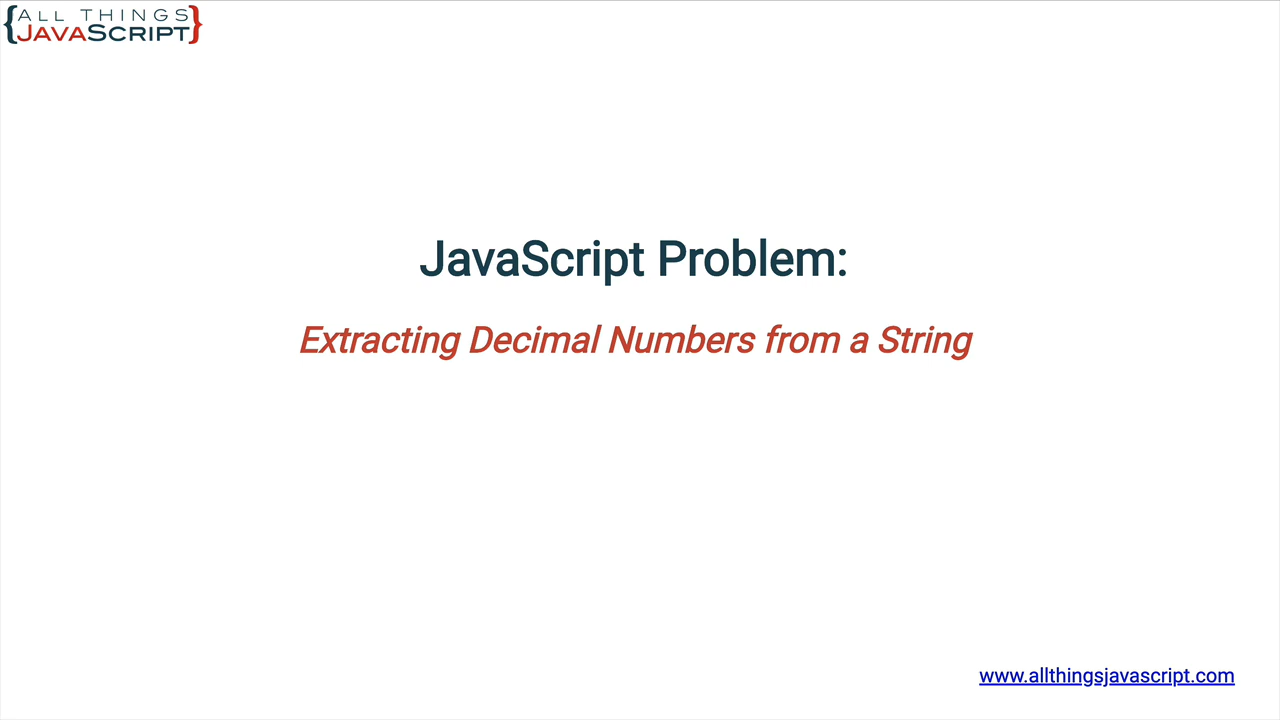 {ALL THINGS
JAVASCRIPT}
JavaScript Problem:
Extracting Decimal Numbers from a String
www.allthingsjavascript.com